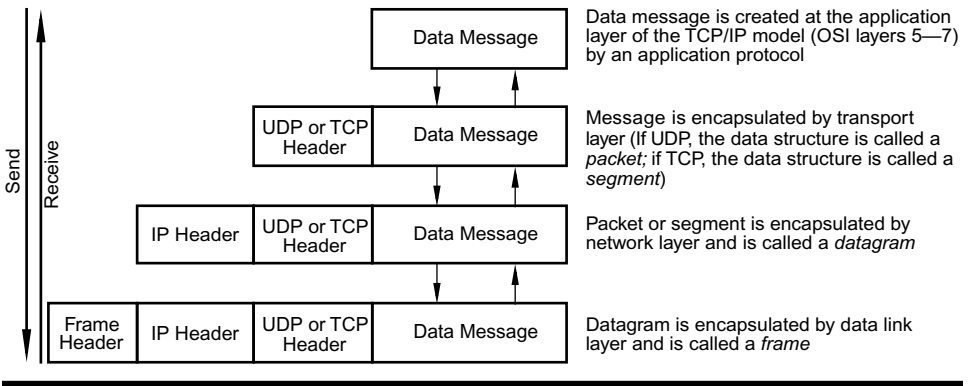 Data Message
Data message is created at the application
layer of the TCP/IP model (OSI layers 5—7)
by an application protocol
UDP or TCP
Header
Data Message
Message is encapsulated by transport
layer (If UDP, the data structure is called a
packet; if TCP, the data structure is called a
segment)
Send
Receive
IP Header
UDP or TCP
Header
Data Message
Packet or segment is encapsulated by
network layer and is called a datagram
Frame
Header
IP Header
UDP or TCP
Header
Data Message
Datagram is encapsulated by data link
layer and is called a frame